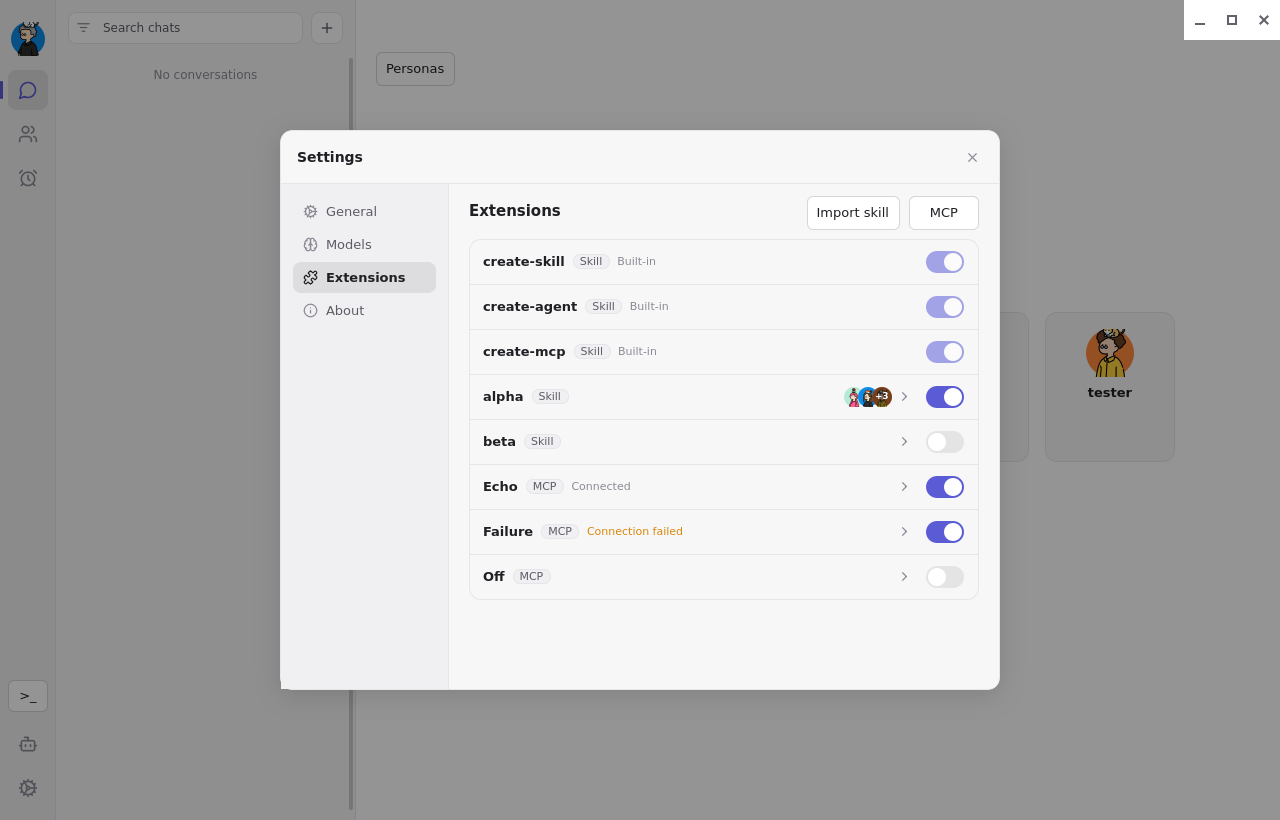 Search chats
No conversations
Personas
Settings
General
Models
Extensions
About
Extensions
Import skill
MCP
create-skill Skill Built-in
create-agent Skill Built-in
create-mcp Skill Built-in
alpha Skill +3
beta Skill
Echo MCP Connected
Failure MCP Connection failed
Off MCP
tester
>_